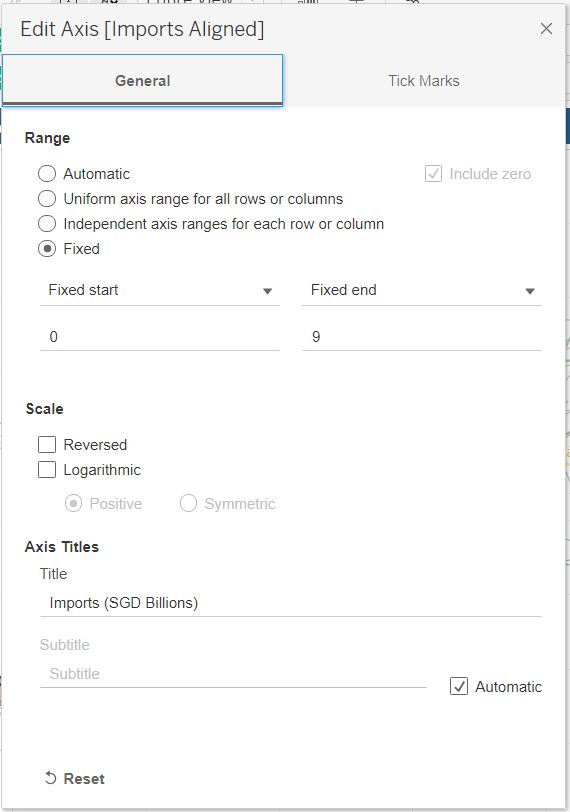 Edit Axis [Imports Aligned]
General Tick Marks
Range
Automatic Include zero
Uniform axis range for all rows or columns
Independent axis ranges for each row or column
Fixed
Fixed start Fixed end
0 9
Scale
Reversed
Logarithmic
Positive Symmetric
Axis Titles
Title
Imports (SGD Billions)
Subtitle
Subtitle
Automatic
Reset